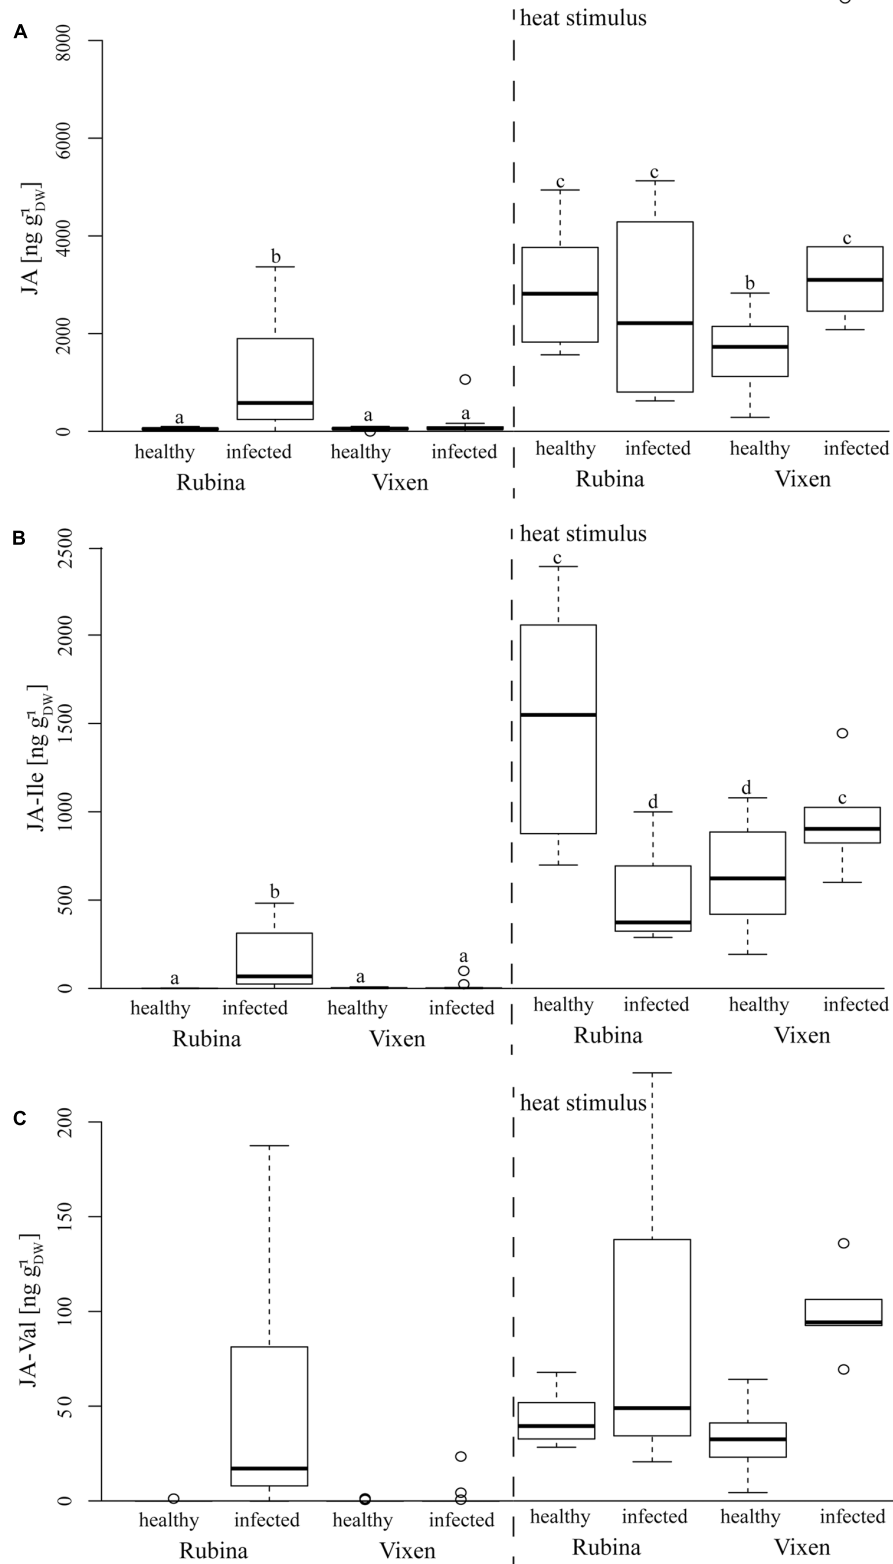 A
heat stimulus
8000
6000
4000
2000
0
JA [ng g-1DW]
a
b
a
a
c
c
b
c
healthy infected healthy infected healthy infected healthy infected
Rubina Vixen Rubina Vixen
B
heat stimulus
2500
2000
1500
1000
500
0
JA-Ile [ng g-1DW]
a
b
a
a
c
d
d
c
healthy infected healthy infected healthy infected healthy infected
Rubina Vixen Rubina Vixen
C
heat stimulus
200
150
100
50
0
JA-Val [ng g-1DW]
healthy infected healthy infected healthy infected healthy infected
Rubina Vixen Rubina Vixen